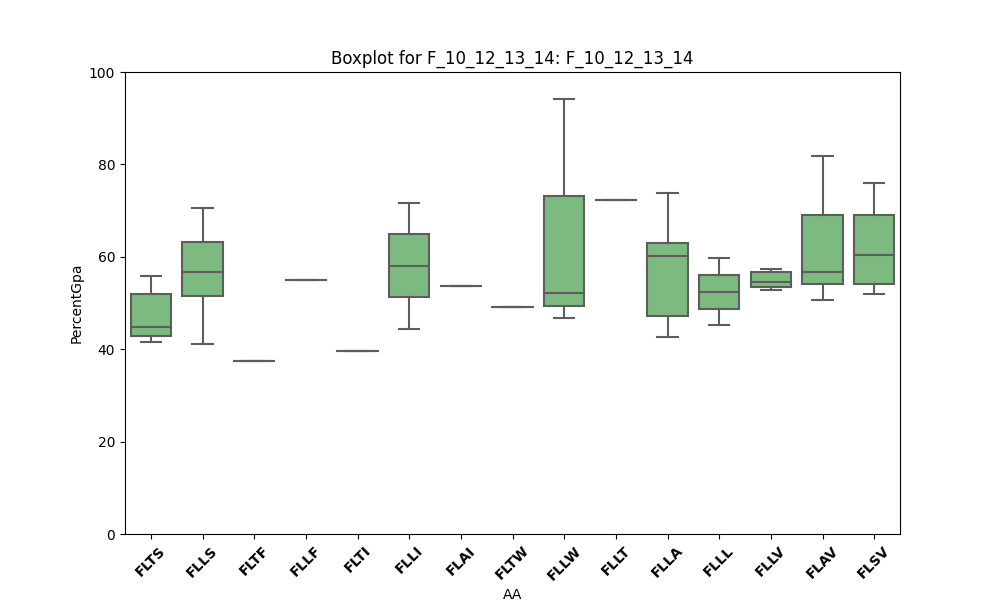 Boxplot for F_10_12_13_14: F_10_12_13_14
PercentGpa
100
80
60
40
20
0
FLTS FLLS FLTF FLLF FLTI FLLI FLAI FLTW FLLW FLLT FLLA FLLL FLLV FLAV FLSV
AA